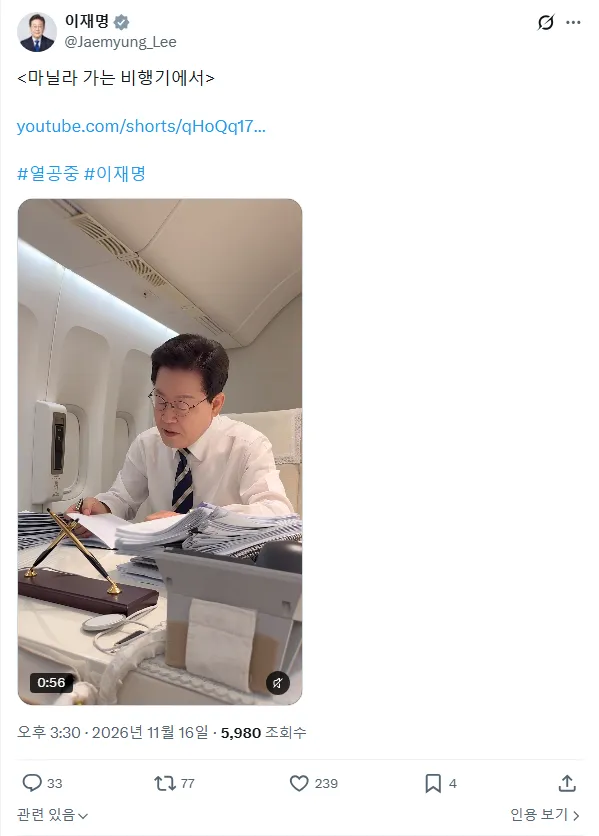 이재명
@Jaemyung_Lee
<마닐라 가는 비행기에서>
youtube.com/shorts/qHoQq17...
#열공중 #이재명
0:56
오후 3:30 · 2026년 11월 16일 · 5,980 조회수
33 77 239 4
관련 있음 인용 보기